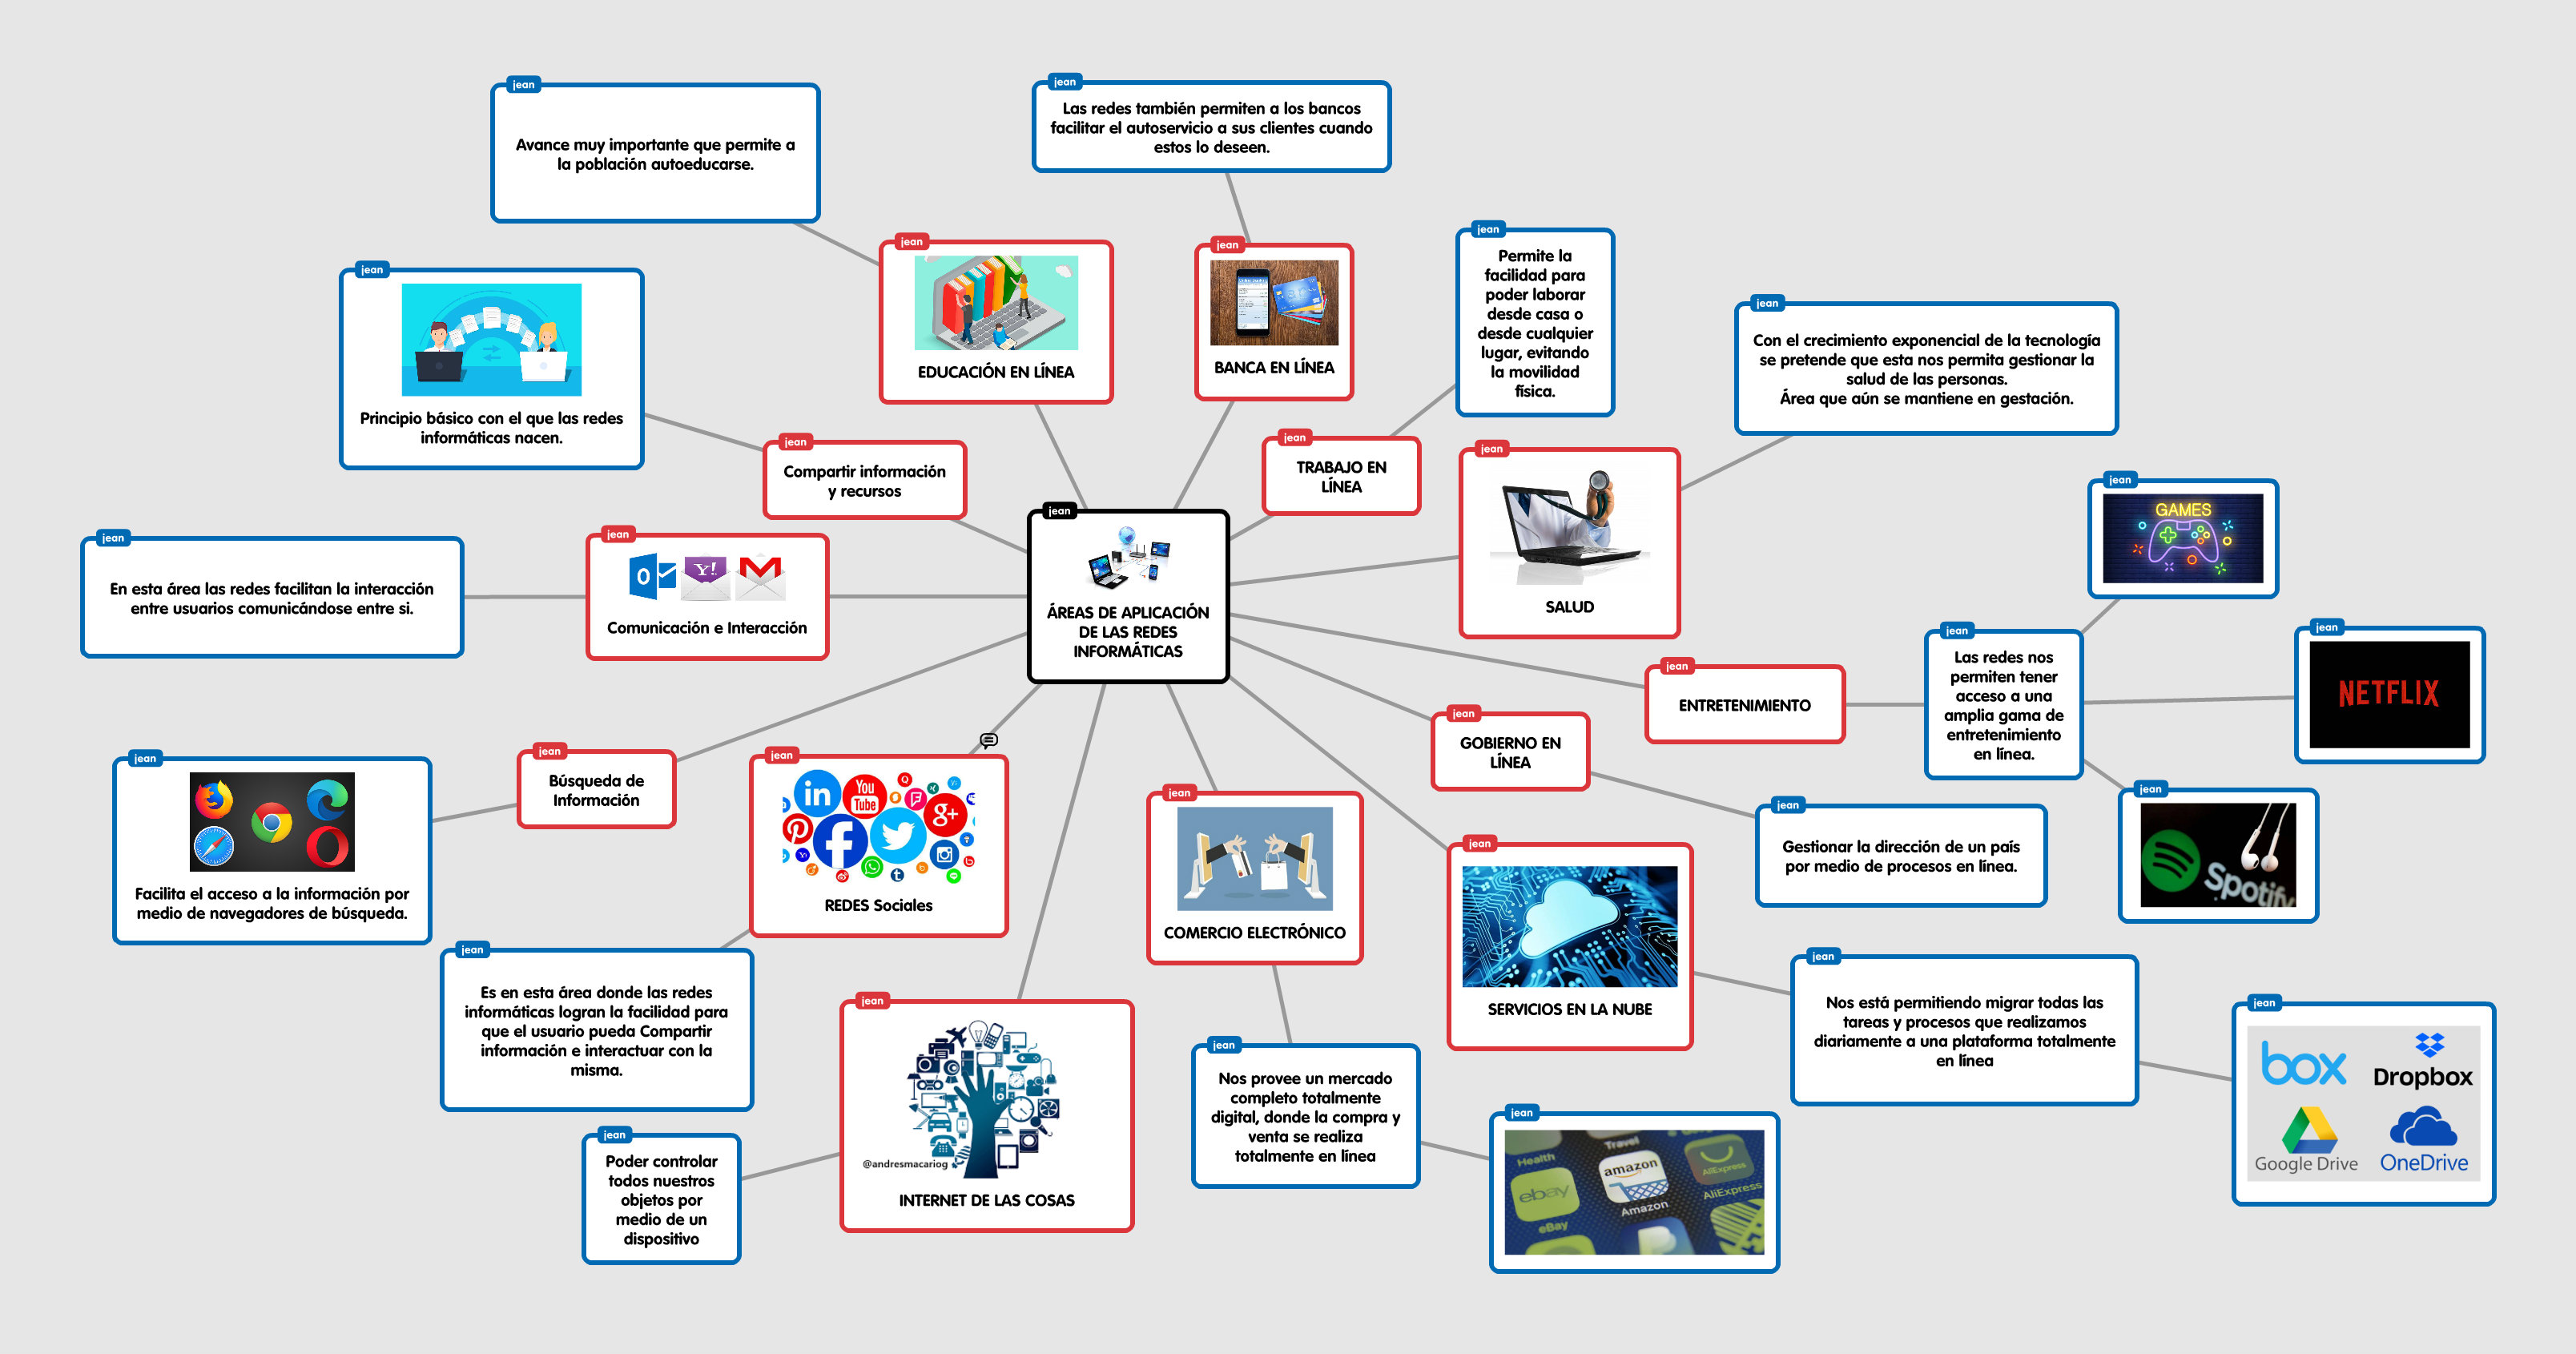 jean
ÁREAS DE APLICACIÓN
DE LAS REDES
INFORMÁTICAS
jean
Avance muy importante que permite a
la población autoeducarse.
jean
EDUCACIÓN EN LÍNEA
jean
Las redes también permiten a los bancos
facilitar el autoservicio a sus clientes cuando
estos lo deseen.
jean
BANCA EN LÍNEA
jean
Permite la
facilidad para
poder laborar
desde casa o
desde cualquier
lugar, evitando
la movilidad
física.
jean
TRABAJO EN
LÍNEA
jean
Con el crecimiento exponencial de la tecnología
se pretende que esta nos permita gestionar la
salud de las personas.
Área que aún se mantiene en gestación.
jean
SALUD
jean
ENTRETENIMIENTO
jean
Las redes nos
permiten tener
acceso a una
amplia gama de
entretenimiento
en línea.
jean
GAMES
jean
NETFLIX
jean
Spotify
jean
GOBIERNO EN
LÍNEA
jean
Gestionar la dirección de un país
por medio de procesos en línea.
jean
SERVICIOS EN LA NUBE
jean
Nos está permitiendo migrar todas las
tareas y procesos que realizamos
diariamente a una plataforma totalmente
en línea
jean
box
Dropbox
Google Drive
OneDrive
jean
COMERCIO ELECTRÓNICO
jean
Nos provee un mercado
completo totalmente
digital, donde la compra y
venta se realiza
totalmente en línea
jean
Health
Travel
ebay
amazon
AliExpress
eBay
Amazon
AliExpress
jean
@andresmacariog
INTERNET DE LAS COSAS
jean
Poder controlar
todos nuestros
objetos por
medio de un
dispositivo
jean
in
You
Tube
g+
REDES Sociales
jean
Es en esta área donde las redes
informáticas logran la facilidad para
que el usuario pueda Compartir
información e interactuar con la
misma.
jean
Búsqueda de
Información
jean
Facilita el acceso a la información por
medio de navegadores de búsqueda.
jean
Y!
Comunicación e Interacción
jean
En esta área las redes facilitan la interacción
entre usuarios comunicándose entre si.
jean
Compartir información
y recursos
jean
Principio básico con el que las redes
informáticas nacen.